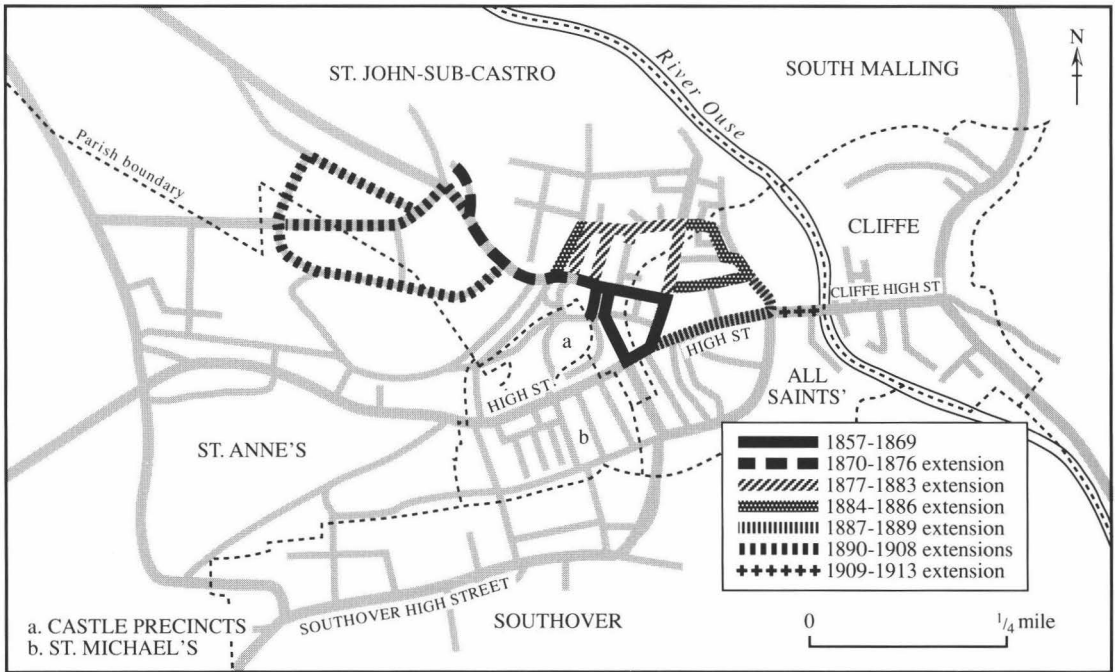 N
ST. JOHN-SUB-CASTRO
SOUTH MALLING
River Ouse
Parish boundary
CLIFFE
CLIFFE HIGH ST
a
HIGH ST
HIGH ST.
ALL
SAINTS'
b
ST. ANNE'S
1857-1869
1870-1876 extension
1877-1883 extension
1884-1886 extension
1887-1889 extension
1890-1908 extensions
1909-1913 extension
SOUTHOVER HIGH STREET
SOUTHOVER
0 1/4 mile
a. CASTLE PRECINCTS
b. ST. MICHAEL'S